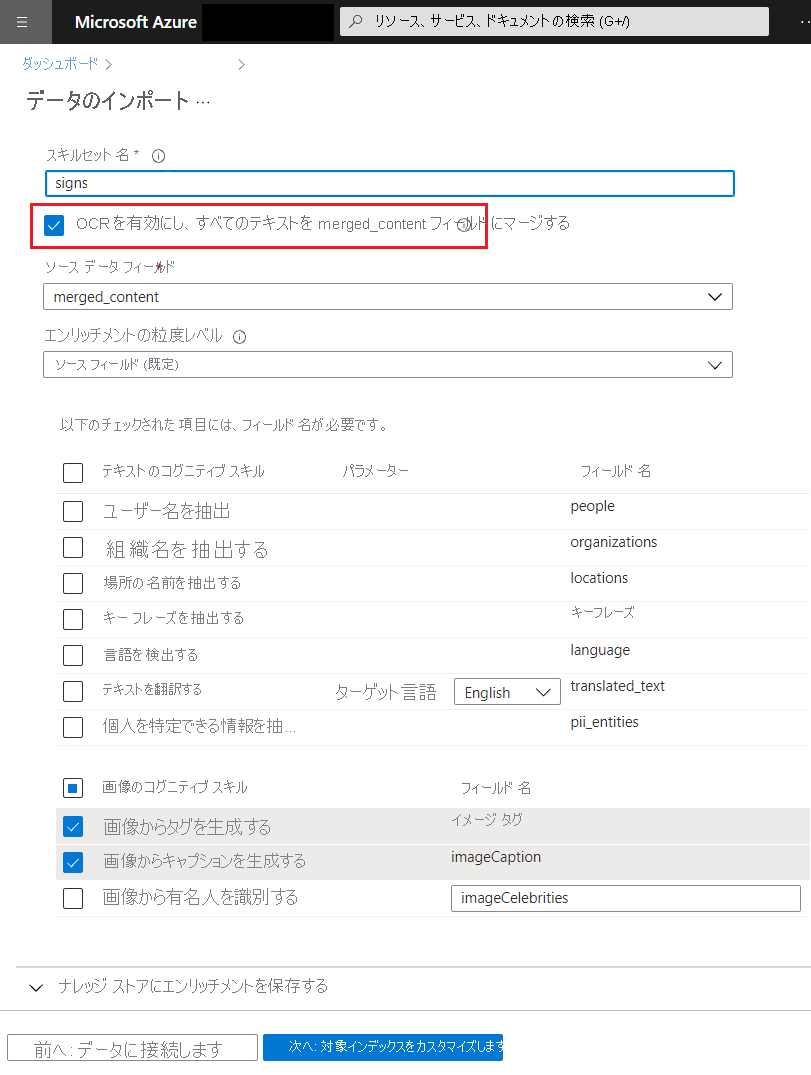 Microsoft Azure
リソース、サービス、ドキュメントの検索 (G+/)
ダッシュボード
データのインポート ...
スキルセット 名 *
signs
OCR を有効にし、すべてのテキストを merged_content フィールド にマージする
ソース データ フィールド *
merged_content
エンリッチメントの粒度レベル
ソース フィールド (既定)
以下のチェックされた 項目には、フィールド 名が必要です。
テキスト のコグニティブ スキル パラメーター フィールド 名
ユーザー名を抽出 people
組織名を抽出する organizations
場所の 名前を抽出する locations
キー フレーズを抽出する キーフレーズ
言語を検出する language
テキストを翻訳する ターゲット言語 English translated_text
個人を特定できる情報を抽... pii_entities
画像のコグニティブ スキル フィールド 名
画像からタグを生成する イメージ タグ
画像からキャプションを生成する imageCaption
画像から有名人を識別する imageCelebrities
ナレッジ ストアにエンリッチメントを保存する
前へ: データに接続します 次へ: 対象インデックスをカスタマイズします